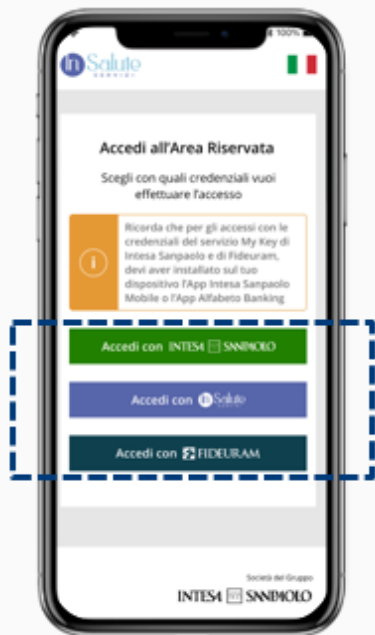 100%
InSalute
SERVIZI
Accedi all'Area Riservata
Scegli con quali credenziali vuoi
effettuare l'accesso
i
Ricorda che per gli accessi con le
credenziali del servizio My Key di
Intesa Sanpaolo e di Fideuram,
devi aver installato sul tuo
dispositivo l'App Intesa Sanpaolo
Mobile o l'App Alfabeto Banking
Accedi con INTESA SANPAOLO
Accedi con InSalute SERVIZI
Accedi con FIDEURAM
Società del Gruppo
INTESA SANPAOLO